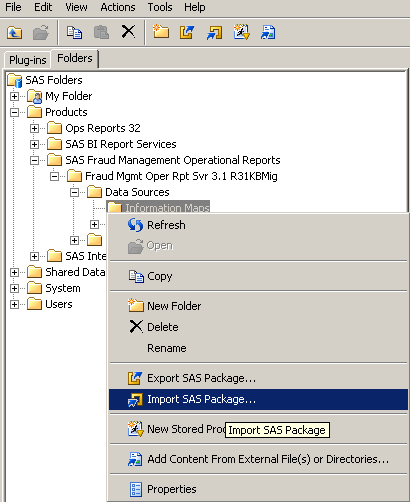 File Edit View Actions Tools Help
Plug-ins Folders
SAS Folders
My Folder
Products
Ops Reports 32
SAS BI Report Services
SAS Fraud Management Operational Reports
Fraud Mgmt Oper Rpt Svr 3.1 R31KBMig
Data Sources
Information Maps
Refresh
Open
SAS Inte
Copy
Shared Data
System
Users
New Folder
Delete
Rename
Export SAS Package...
Import SAS Package...
New Stored Proc
Import SAS Package
Add Content From External File(s) or Directories...
Properties